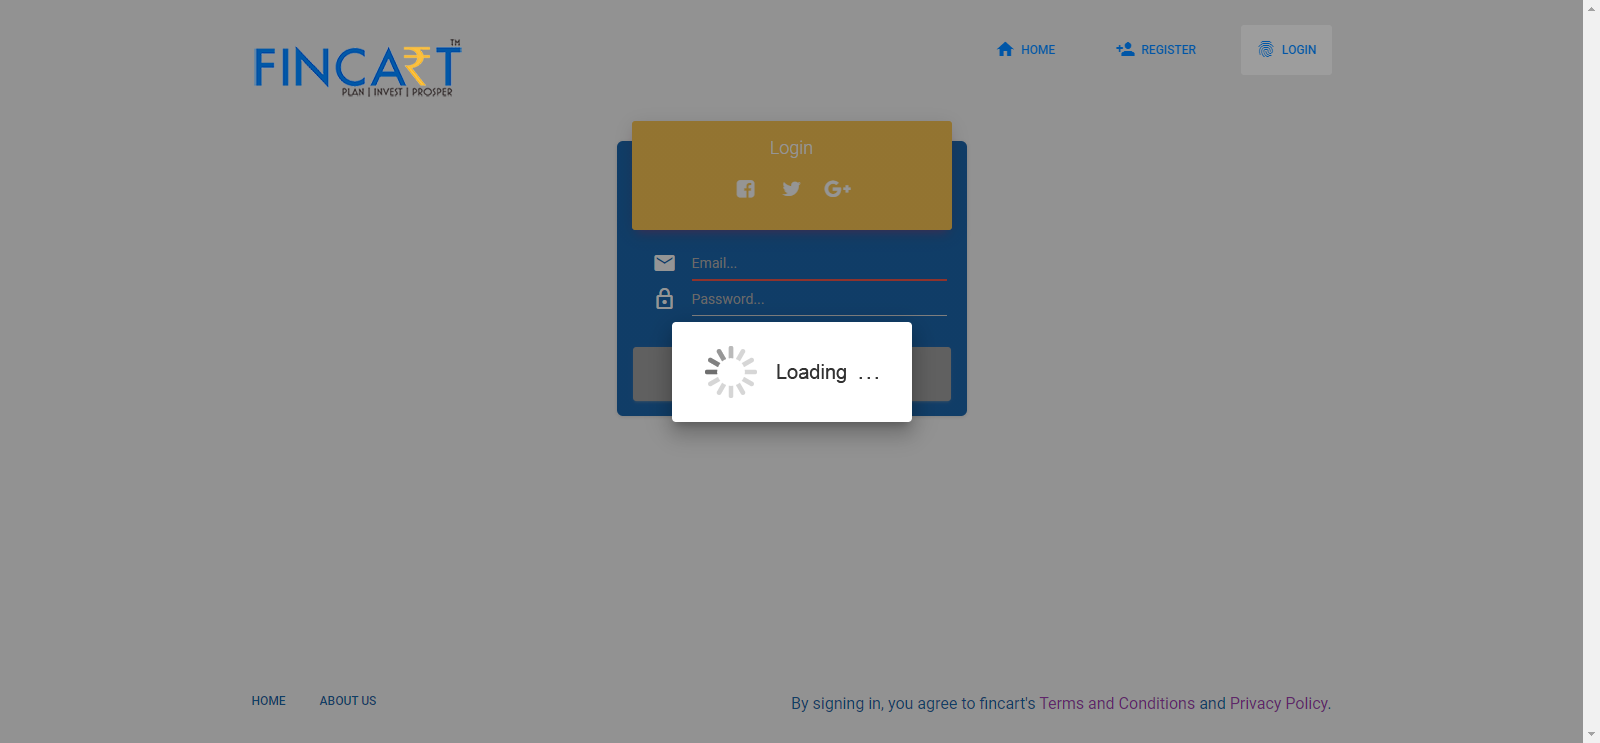 FINCA₹T TM
PLAN | INVEST | PROSPER
HOME
REGISTER
LOGIN
Login
G+
Email...
Password...
Loading ...
HOME
ABOUT US
By signing in, you agree to fincart's Terms and Conditions and Privacy Policy.